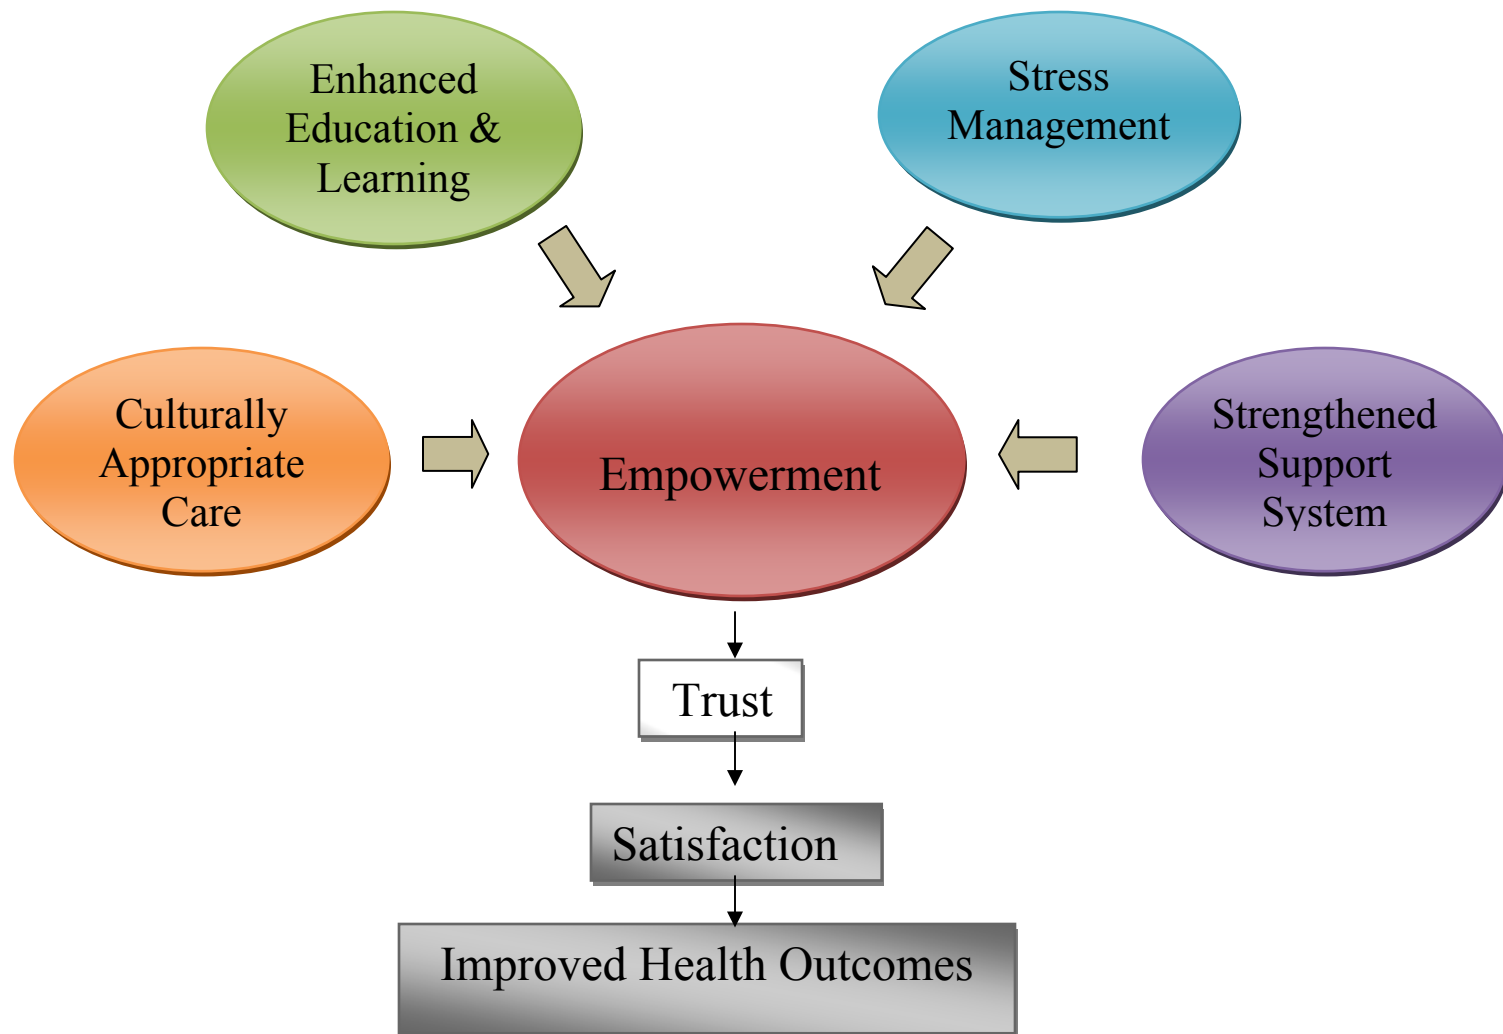 Enhanced
Education &
Learning
Stress
Management
Culturally
Appropriate
Care
Empowerment
Strengthened
Support
System
Trust
Satisfaction
Improved Health Outcomes